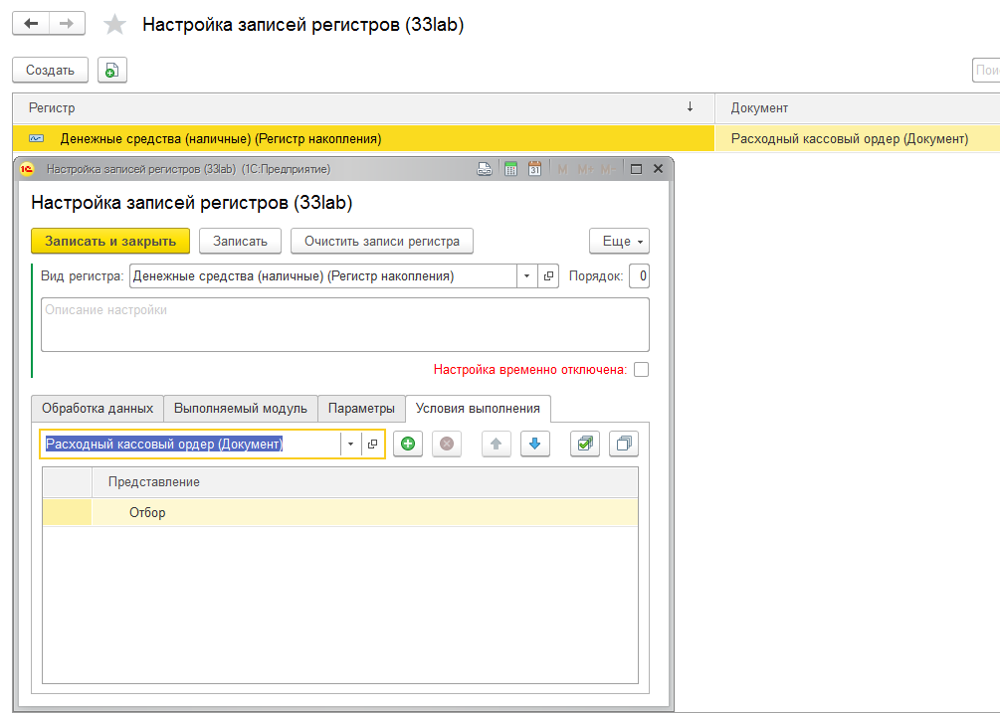 Настройка записей регистров (33lab)
Создать
Пои
Регистр ↓ Документ
Денежные средства (наличные) (Регистр накопления) Расходный кассовый ордер (Документ)
1С Настройка записей регистров (33lab) (1С:Предприятие) 31 M M+ M-
Настройка записей регистров (33lab)
Записать и закрыть Записать Очистить записи регистра Еще
Вид регистра: Денежные средства (наличные) (Регистр накопления) Порядок: 0
Описание настройки
Настройка временно отключена:
Обработка данных Выполняемый модуль Параметры Условия выполнения
Расходный кассовый ордер (Документ)
Представление
Отбор